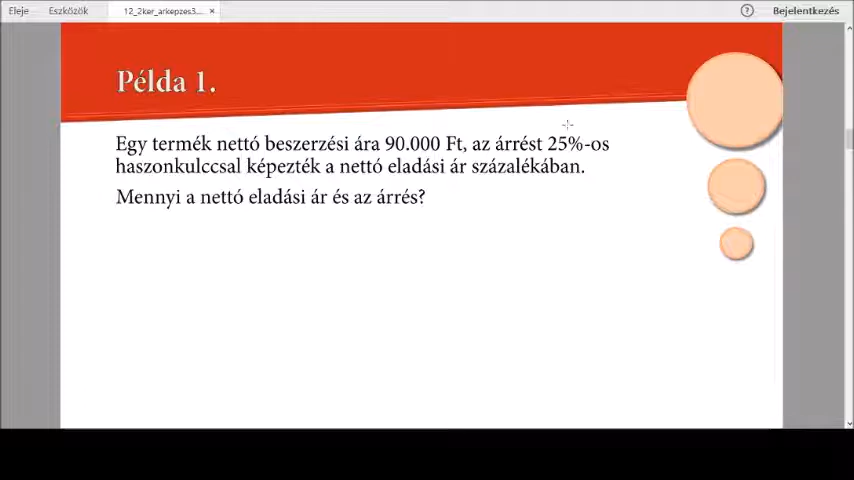 Eleje Eszközök 12_2ker_arkepzes3... × ? Bejelentkezés
Példa 1.
Egy termék nettó beszerzési ára 90.000 Ft, az árrést 25%-os
haszonkulccsal képezték a nettó eladási ár százalékában.
Mennyi a nettó eladási ár és az árrés?